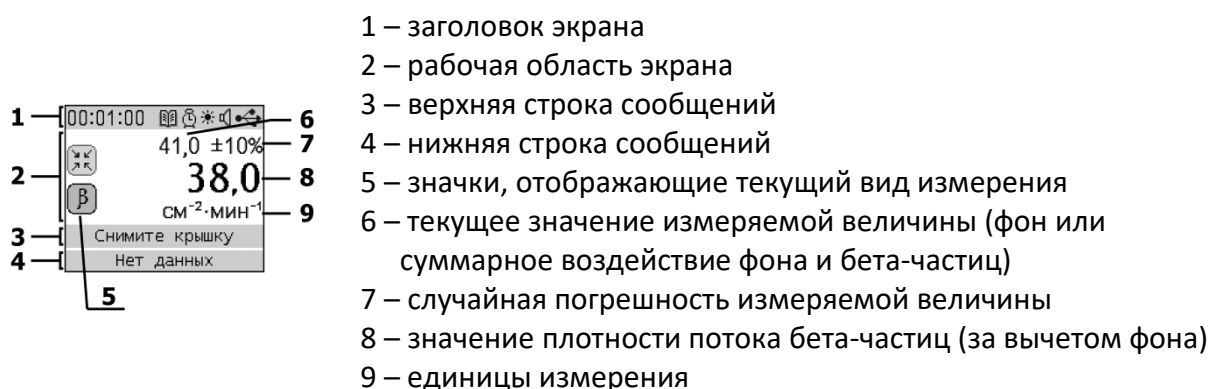 1 – заголовок экрана
2 – рабочая область экрана
3 – верхняя строка сообщений
4 – нижняя строка сообщений
5 – значки, отображающие текущий вид измерения
6 – текущее значение измеряемой величины (фон или
суммарное воздействие фона и бета-частиц)
7 – случайная погрешность измеряемой величины
8 – значение плотности потока бета-частиц (за вычетом фона)
9 – единицы измерения
1 00:01:00 6
41,0 ±10% 7
2 38,0 8
β
см⁻²·мин⁻¹ 9
3 Снимите крышку
4 Нет данных
5